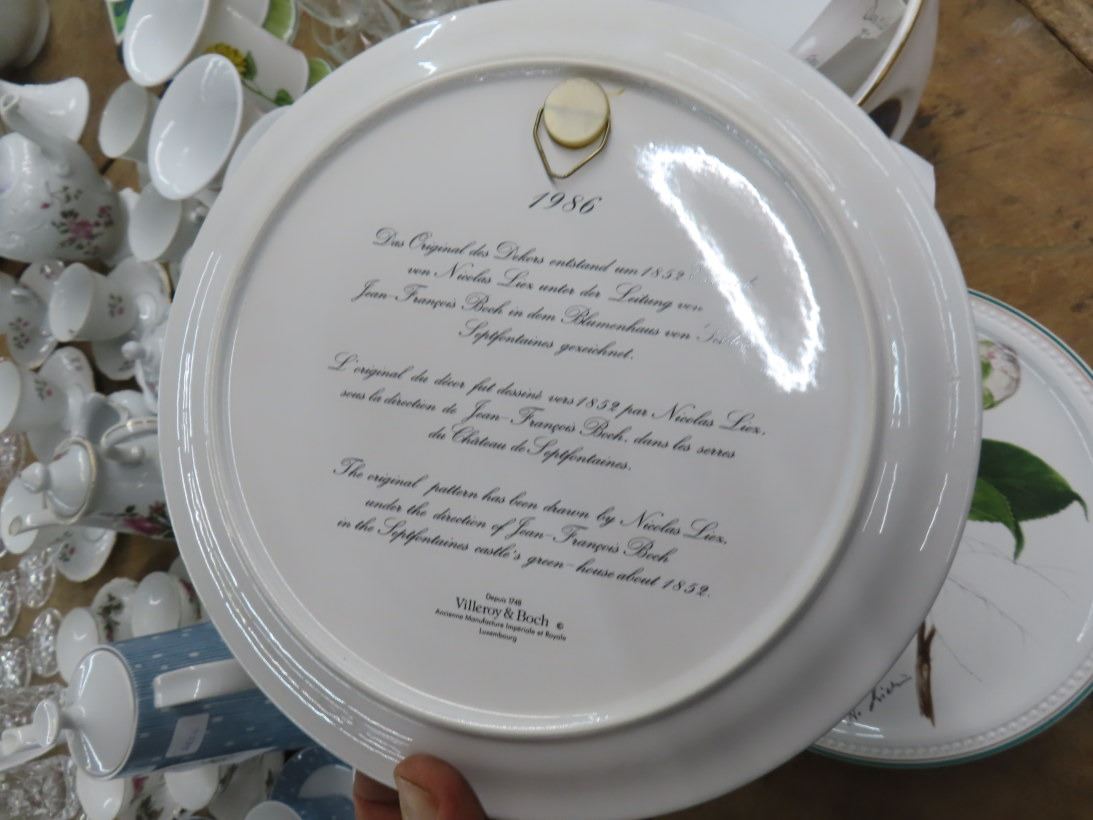 1986
Das Original des Dekors entstand um 1852
von Nicolas Liez unter der Leitung von
Jean-François Boch in dem Blumenhaus von
Septfontaines gezeichnet.
L'original du décor fut dessiné vers 1852 par Nicolas Liez,
sous la direction de Jean-François Boch, dans les serres
du Château de Septfontaines.
The original pattern has been drawn by Nicolas Liez,
under the direction of Jean-François Boch
in the Septfontaines castle's green-house about 1852.
Depuis 1748
Villeroy & Boch ©
Ancienne Manufacture Impériale et Royale
Luxembourg